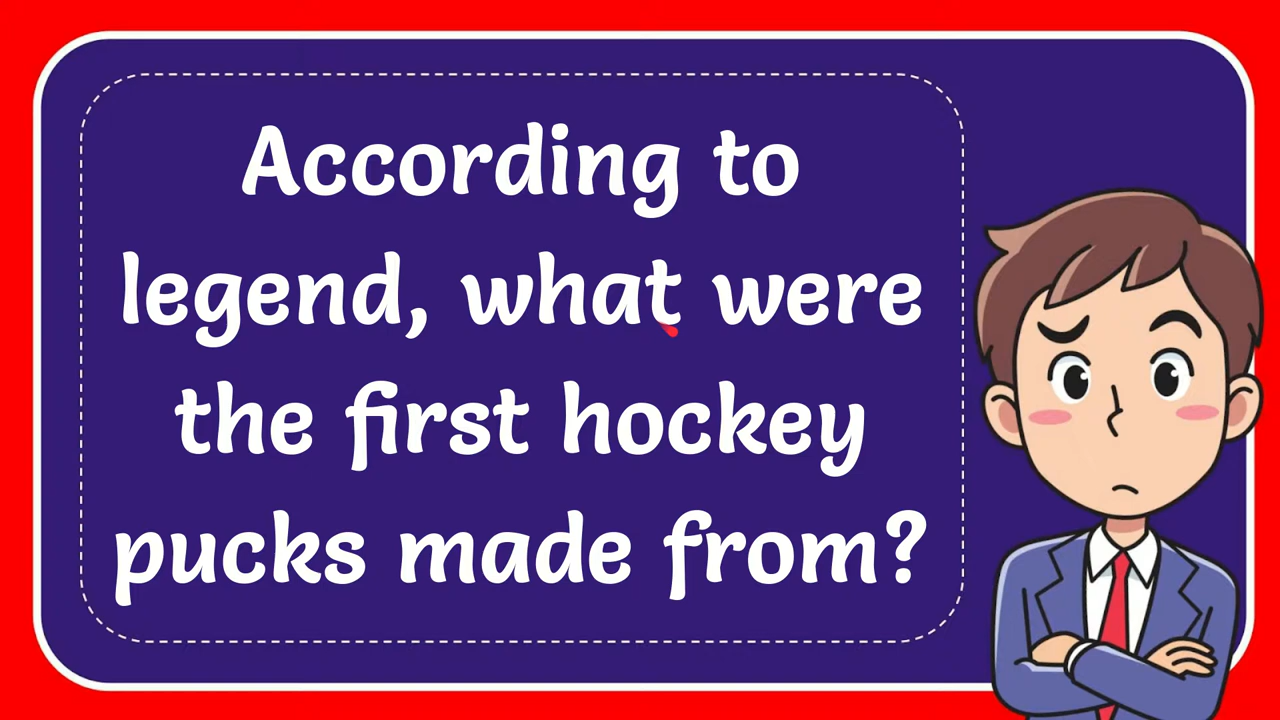 According to
legend, what were
the first hockey
pucks made from?